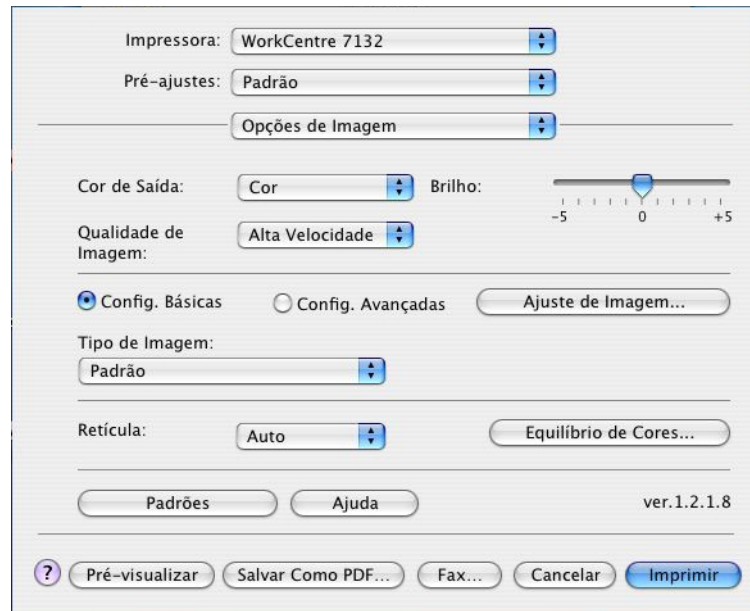 Impressora: WorkCentre 7132
Pré-ajustes: Padrão
Opções de Imagem
Cor de Saída: Cor Brilho:
-5 0 +5
Qualidade de Imagem: Alta Velocidade
Config. Básicas Config. Avançadas Ajuste de Imagem...
Tipo de Imagem:
Padrão
Retícula: Auto Equilíbrio de Cores...
Padrões Ajuda ver.1.2.1.8
? Pré-visualizar Salvar Como PDF... Fax... Cancelar Imprimir